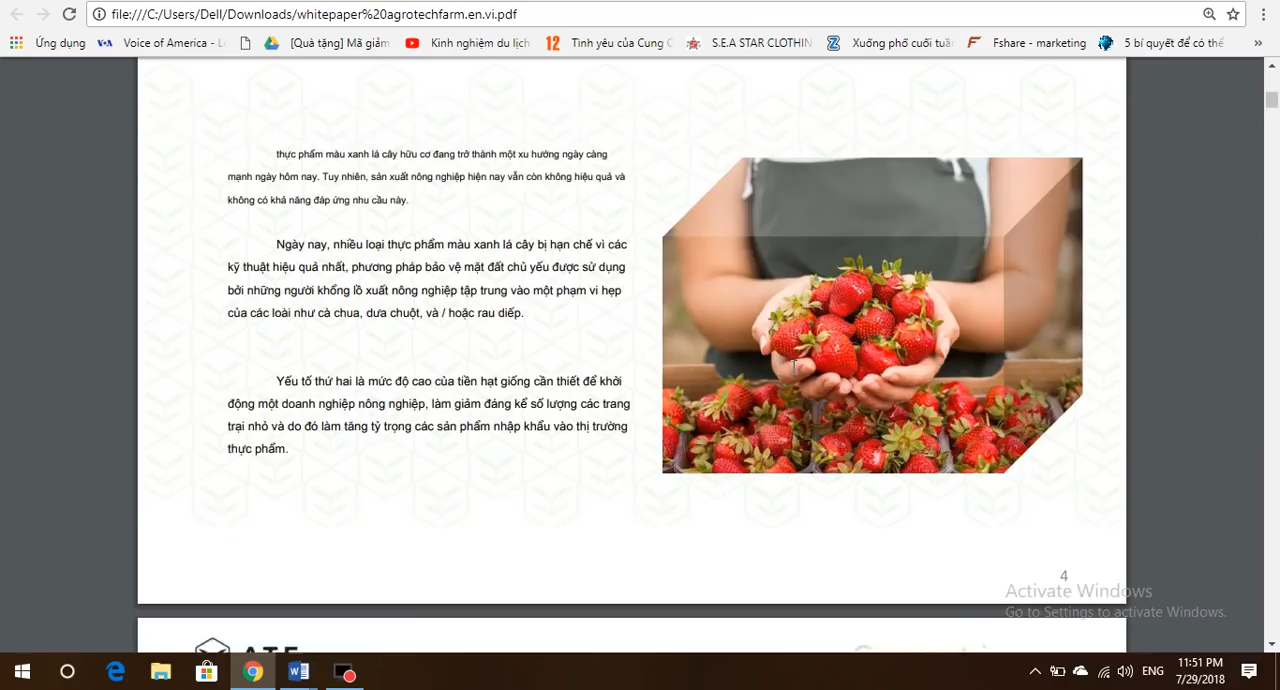 file:///C:/Users/Dell/Downloads/whitepaper%20agrotechfarm.en.vi.pdf
Ứng dụng
Voice of America - L
[Quà tặng] Mã giảm
Kinh nghiệm du lịch
12 Tình yêu của Cung C
S.E.A STAR CLOTHIN
Xuống phố cuối tuần
Fshare - marketing
5 bí quyết để có thể
»
thực phẩm màu xanh lá cây hữu cơ đang trở thành một xu hướng ngày càng
mạnh ngày hôm nay. Tuy nhiên, sản xuất nông nghiệp hiện nay vẫn còn không hiệu quả và
không có khả năng đáp ứng nhu cầu này.
Ngày nay, nhiều loại thực phẩm màu xanh lá cây bị hạn chế vì các
kỹ thuật hiệu quả nhất, phương pháp bảo vệ mặt đất chủ yếu được sử dụng
bởi những người khổng lồ xuất nông nghiệp tập trung vào một phạm vi hẹp
của các loài như cà chua, dưa chuột, và / hoặc rau diếp.
Yếu tố thứ hai là mức độ cao của tiền hạt giống cần thiết để khởi
động một doanh nghiệp nông nghiệp, làm giảm đáng kể số lượng các trang
trại nhỏ và do đó làm tăng tỷ trọng các sản phẩm nhập khẩu vào thị trường
thực phẩm.
4
Activate Windows
Go to Settings to activate Windows.
ENG
11:51 PM
7/29/2018